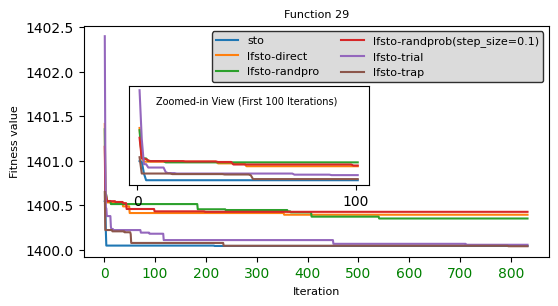 Function 29
1402.5
1402.0
1401.5
1401.0
1400.5
1400.0
Fitness value
sto
lfsto-direct
lfsto-randpro
lfsto-randprob(step_size=0.1)
lfsto-trial
lfsto-trap
Zoomed-in View (First 100 Iterations)
0 100
0 100 200 300 400 500 600 700 800
Iteration